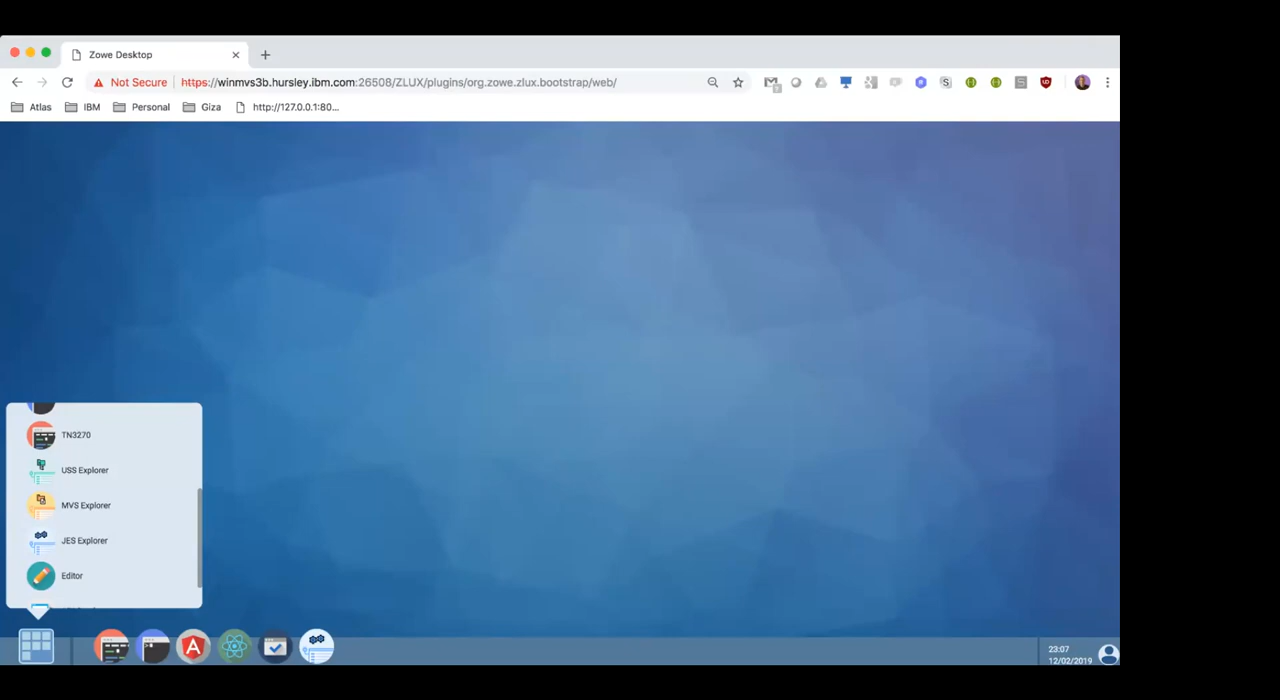 Zowe Desktop
Not Secure https://winmvs3b.hursley.ibm.com:26508/ZLUX/plugins/org.zowe.zlux.bootstrap/web/
Atlas IBM Personal Giza http://127.0.0.1:80...
TN3270
USS Explorer
MVS Explorer
JES Explorer
Editor
23:07
12/02/2019